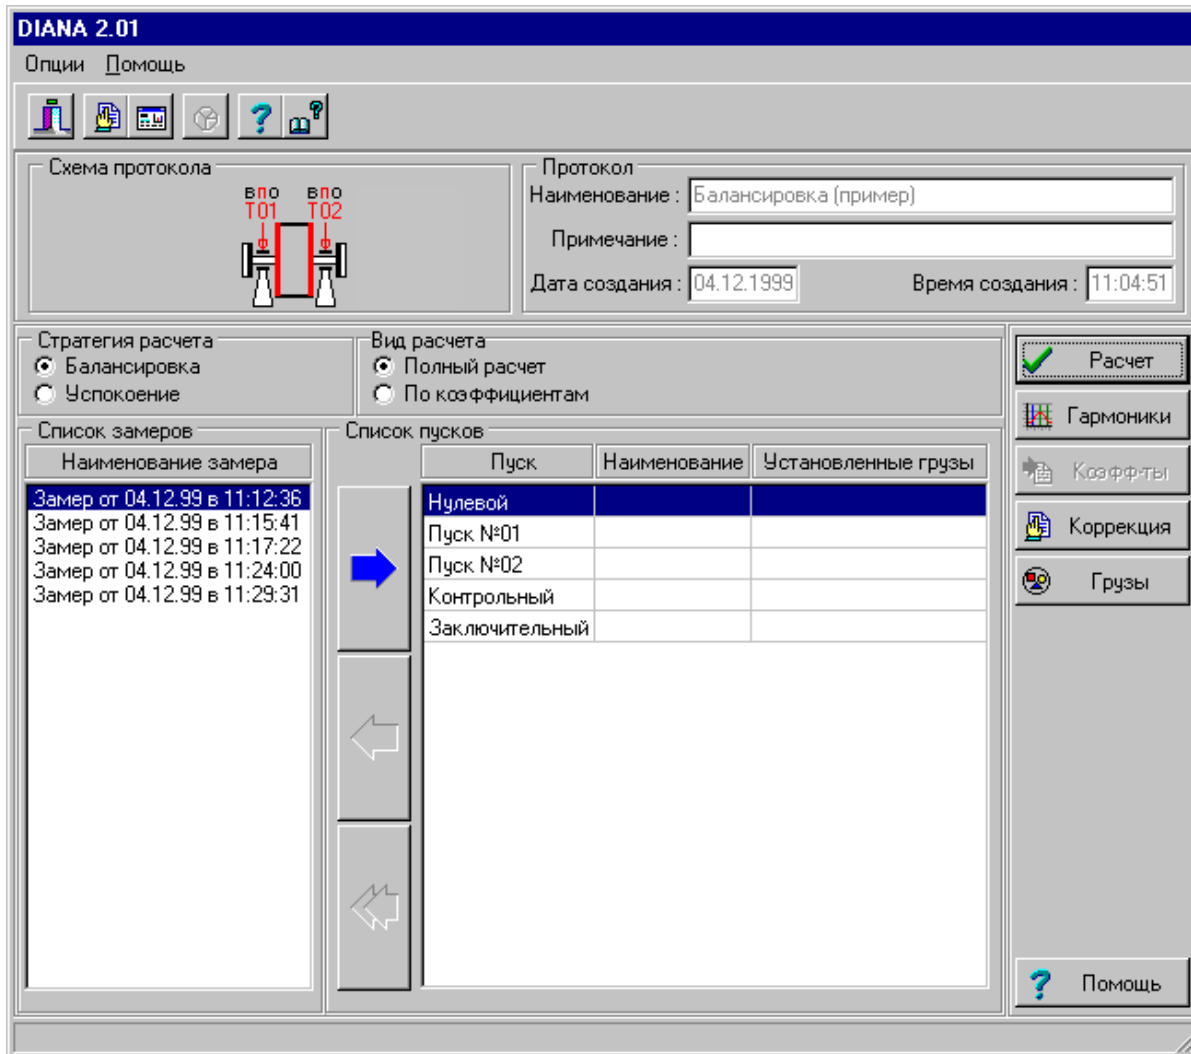 DIANA 2.01
Опции Помощь
Схема протокола
ВПО ВПО
Т01 Т02
Протокол
Наименование : Балансировка (пример)
Примечание :
Дата создания : 04.12.1999 Время создания : 11:04:51
Стратегия расчета
Балансировка
Успокоение
Вид расчета
Полный расчет
По коэффициентам
Список замеров
Наименование замера
Замер от 04.12.99 в 11:12:36
Замер от 04.12.99 в 11:15:41
Замер от 04.12.99 в 11:17:22
Замер от 04.12.99 в 11:24:00
Замер от 04.12.99 в 11:29:31
Список пусков
Пуск Наименование Установленные грузы
Нулевой
Пуск №01
Пуск №02
Контрольный
Заключительный
Расчет
Гармоники
Коэфф-ты
Коррекция
Грузы
Помощь